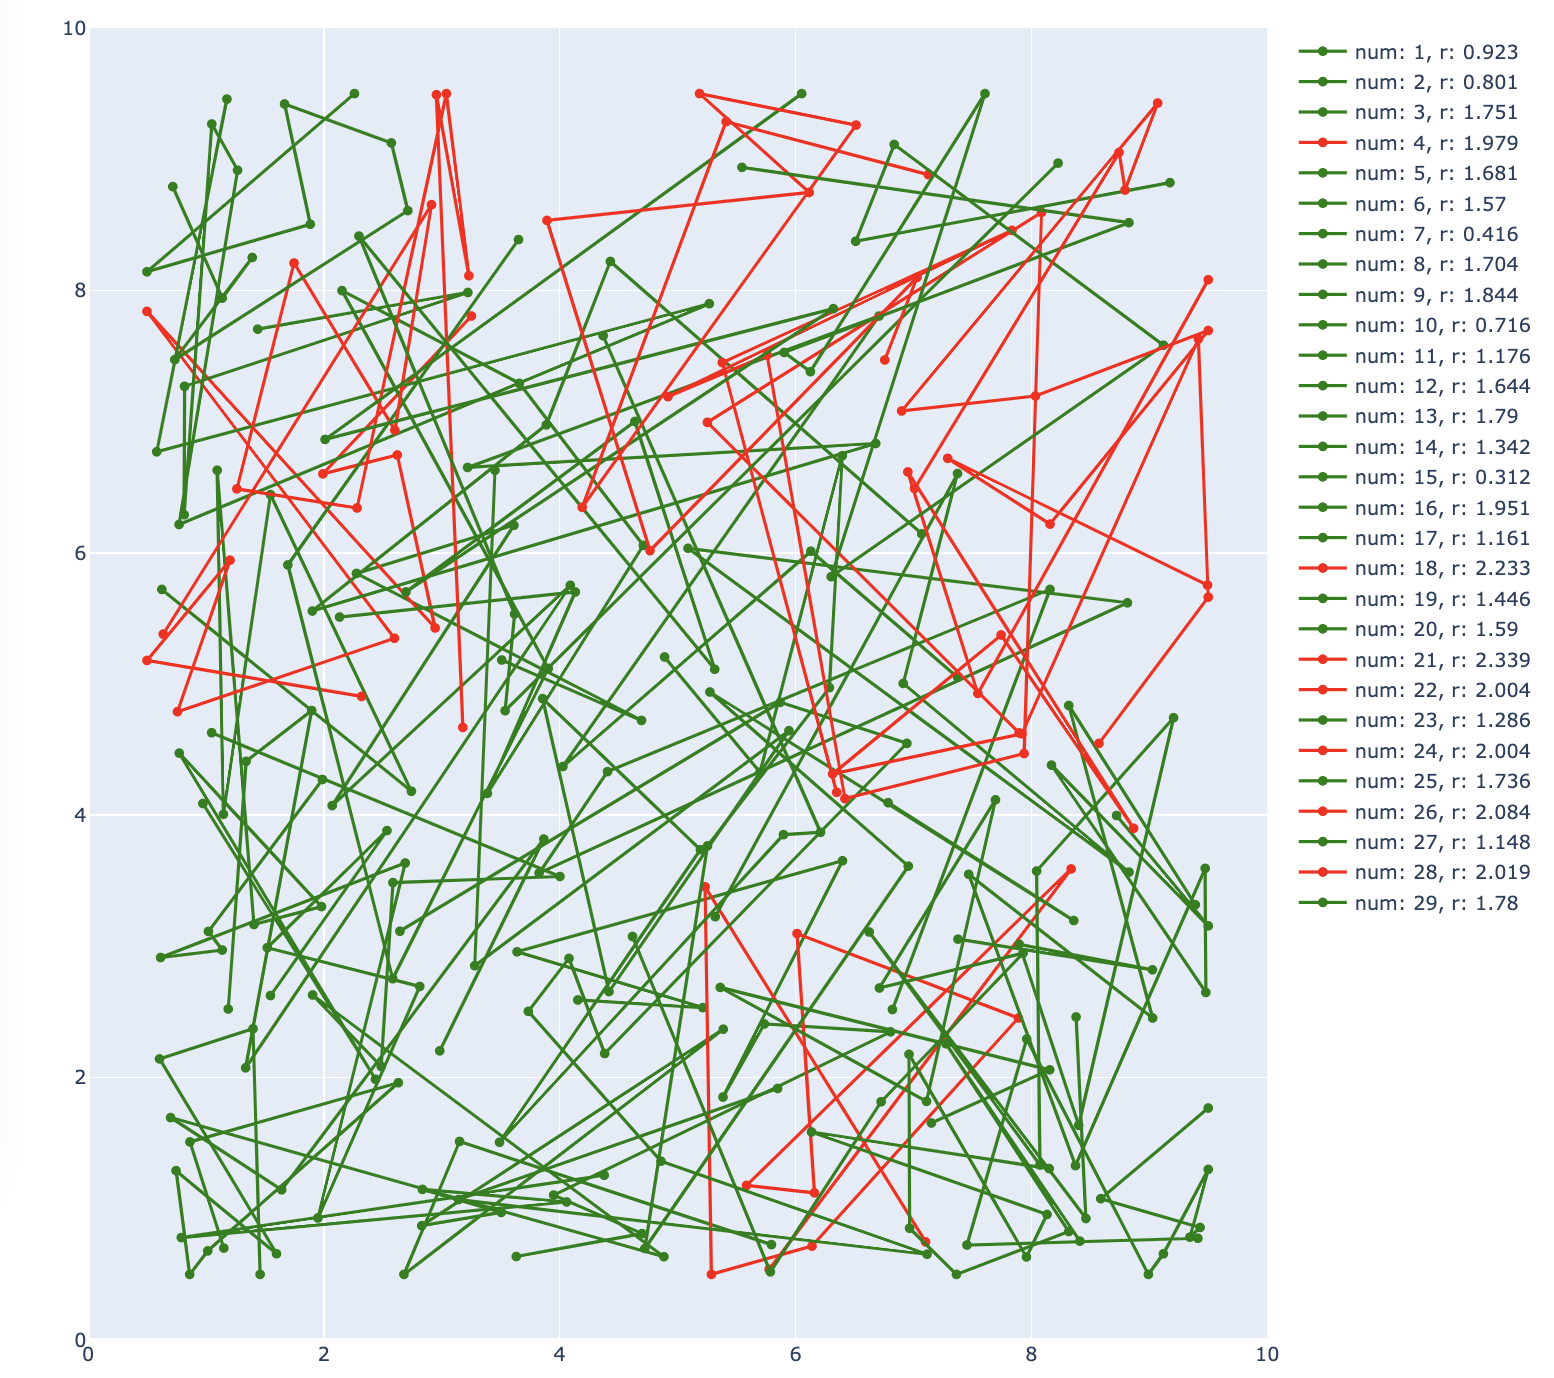 10
8
6
4
2
0
0 2 4 6 8 10
num: 1, r: 0.923
num: 2, r: 0.801
num: 3, r: 1.751
num: 4, r: 1.979
num: 5, r: 1.681
num: 6, r: 1.57
num: 7, r: 0.416
num: 8, r: 1.704
num: 9, r: 1.844
num: 10, r: 0.716
num: 11, r: 1.176
num: 12, r: 1.644
num: 13, r: 1.79
num: 14, r: 1.342
num: 15, r: 0.312
num: 16, r: 1.951
num: 17, r: 1.161
num: 18, r: 2.233
num: 19, r: 1.446
num: 20, r: 1.59
num: 21, r: 2.339
num: 22, r: 2.004
num: 23, r: 1.286
num: 24, r: 2.004
num: 25, r: 1.736
num: 26, r: 2.084
num: 27, r: 1.148
num: 28, r: 2.019
num: 29, r: 1.78